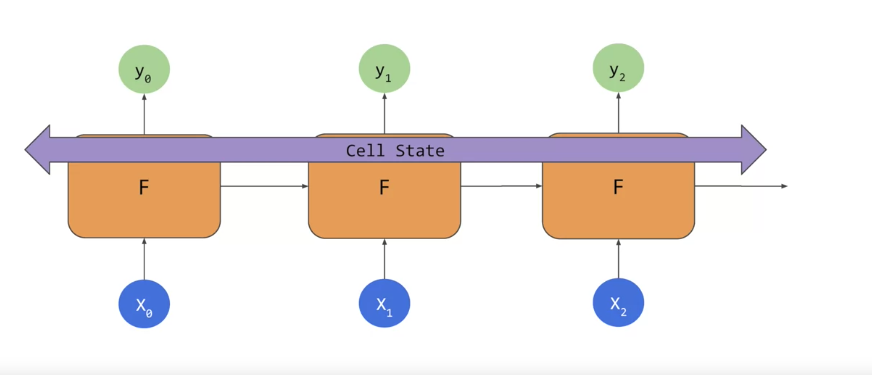 y₀ y₁ y₂
Cell State
F F F
X₀ X₁ X₂